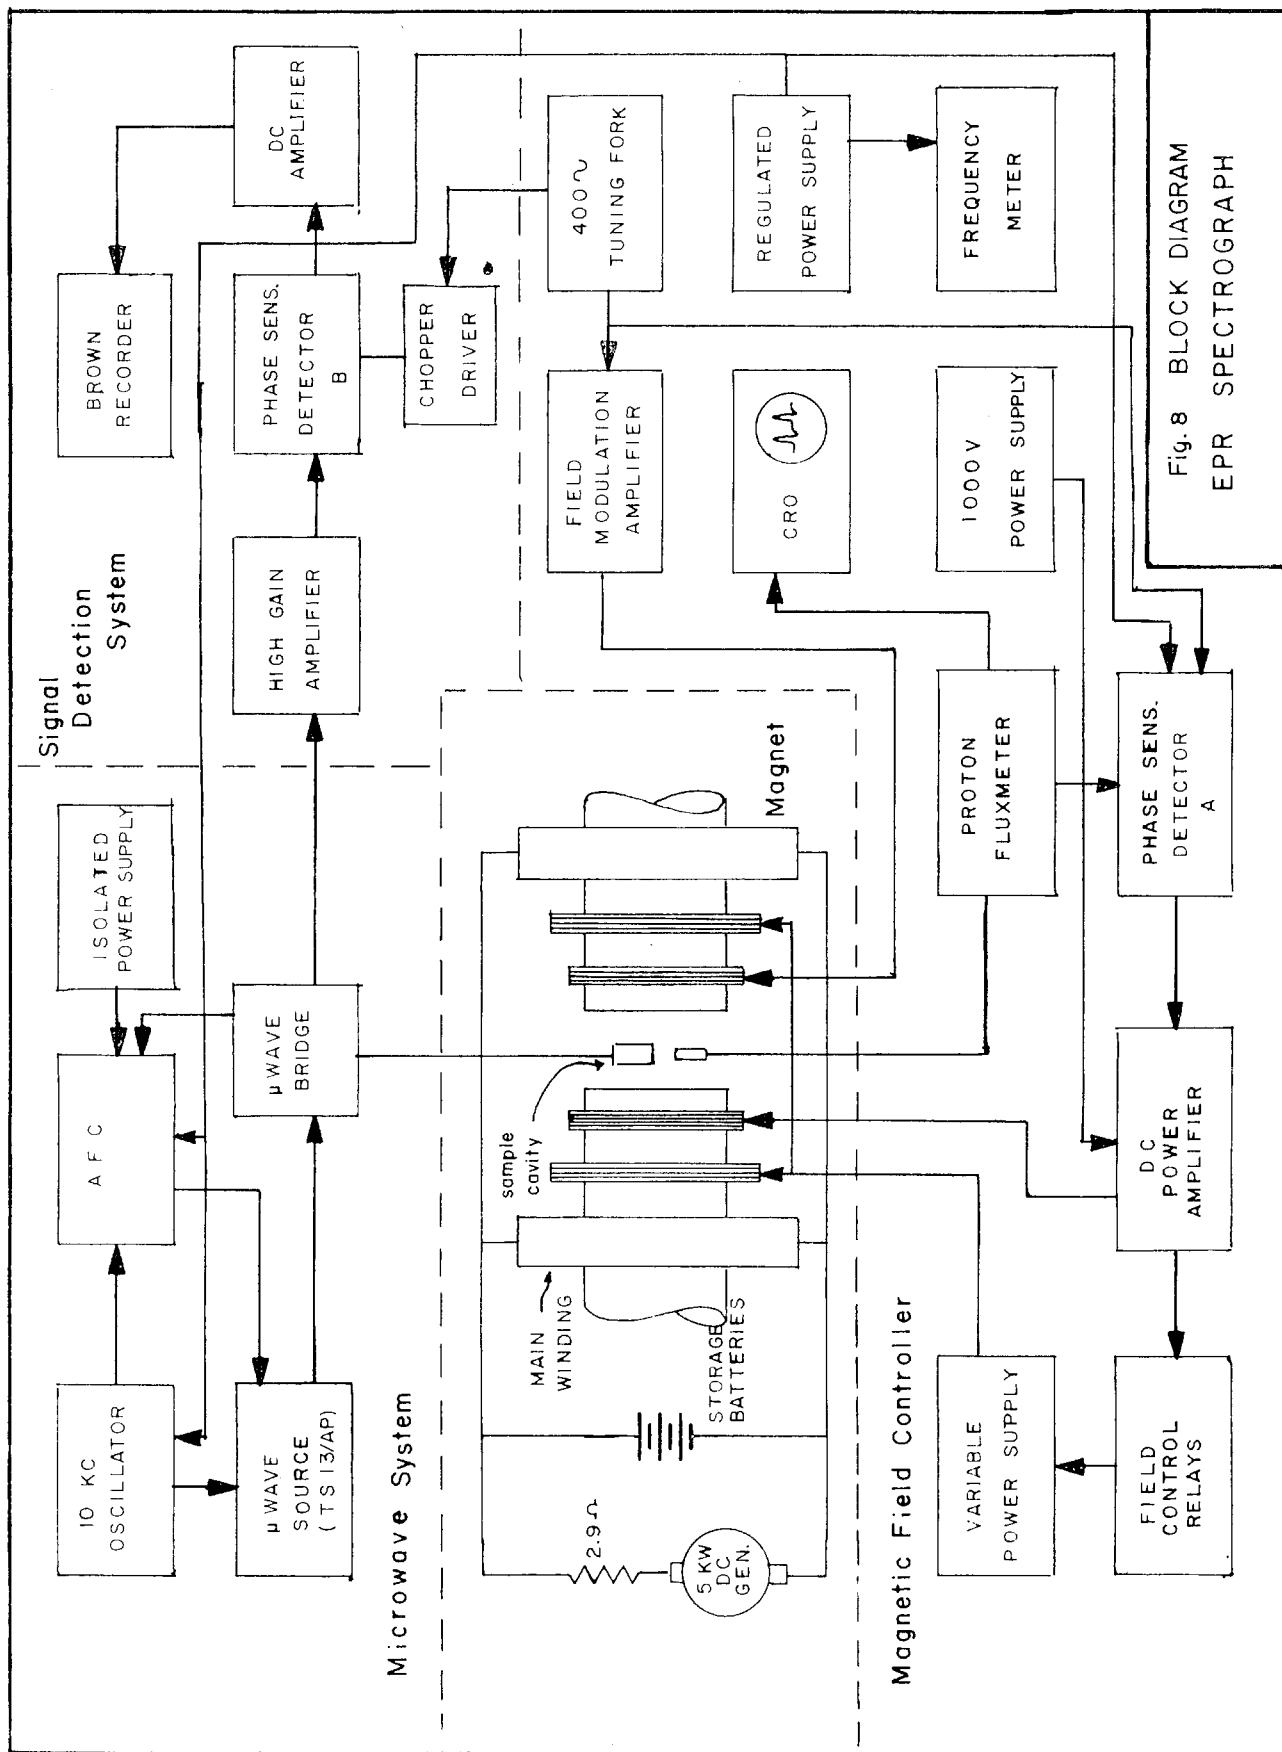 Signal
Detection
System
BROWN
RECORDER
DC
AMPLIFIER
PHASE SENS.
DETECTOR
B
CHOPPER
DRIVER
HIGH GAIN
AMPLIFIER
ISOLATED
POWER SUPPLY
AFC
10 KC
OSCILLATOR
μWAVE
BRIDGE
μWAVE
SOURCE
(TS13/AP)
Microwave System
400~
TUNING FORK
FIELD
MODULATION
AMPLIFIER
REGULATED
POWER SUPPLY
FREQUENCY
METER
CRO
1000V
POWER SUPPLY
Magnet
sample
cavity
MAIN
WINDING
STORAGE
BATTERIES
2.9Ω
5 KW
DC
GEN.
Magnetic Field Controller
PROTON
FLUXMETER
PHASE SENS.
DETECTOR
A
DC
POWER
AMPLIFIER
VARIABLE
POWER SUPPLY
FIELD
CONTROL
RELAYS
Fig. 8 BLOCK DIAGRAM
EPR SPECTROGRAPH